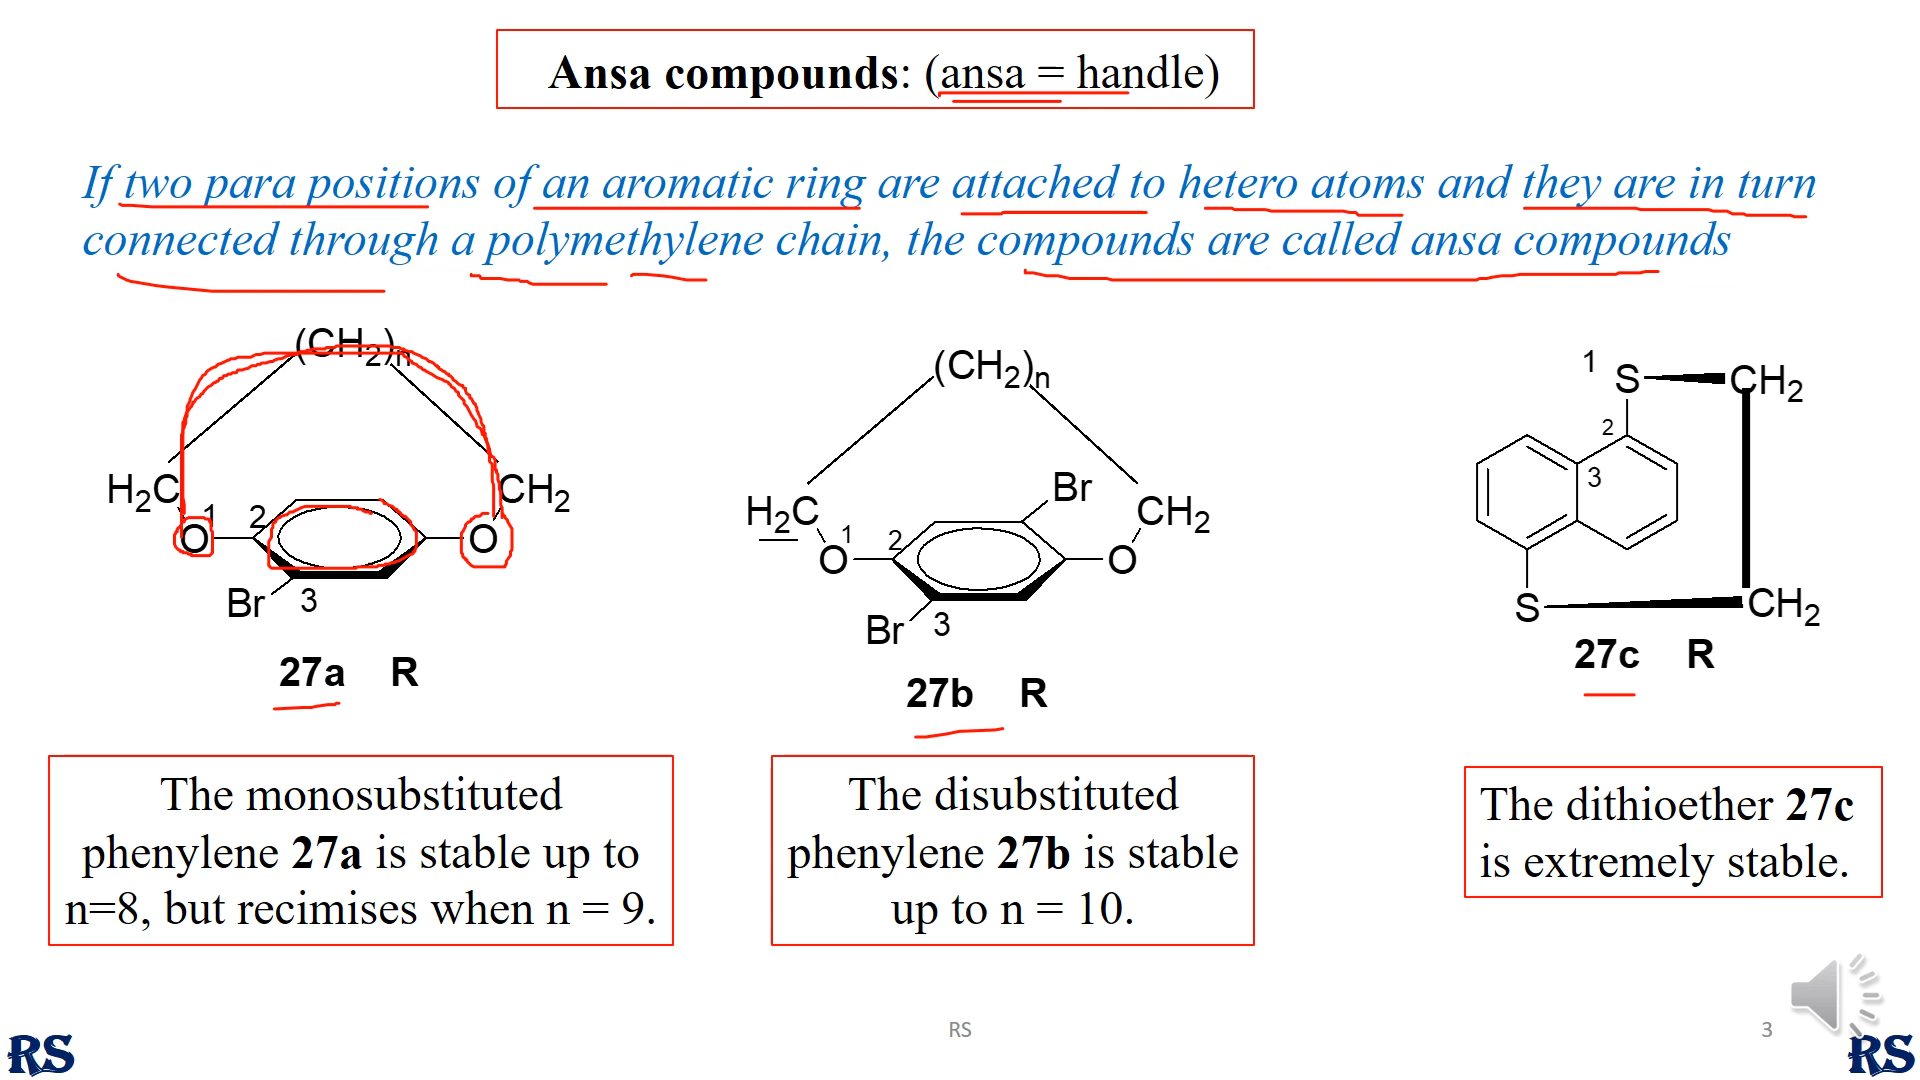 Ansa compounds: (ansa = handle)
If two para positions of an aromatic ring are attached to hetero atoms and they are in turn
connected through a polymethylene chain, the compounds are called ansa compounds
(CH2)n
H2C
CH2
O
1
2
O
Br
3
27a R
(CH2)n
Br
H2C
CH2
O
1
2
O
Br
3
27b R
1
S
CH2
2
3
S
CH2
27c R
The monosubstituted
phenylene 27a is stable up to
n=8, but recimises when n = 9.
The disubstituted
phenylene 27b is stable
up to n = 10.
The dithioether 27c
is extremely stable.
RS
RS
3
RS